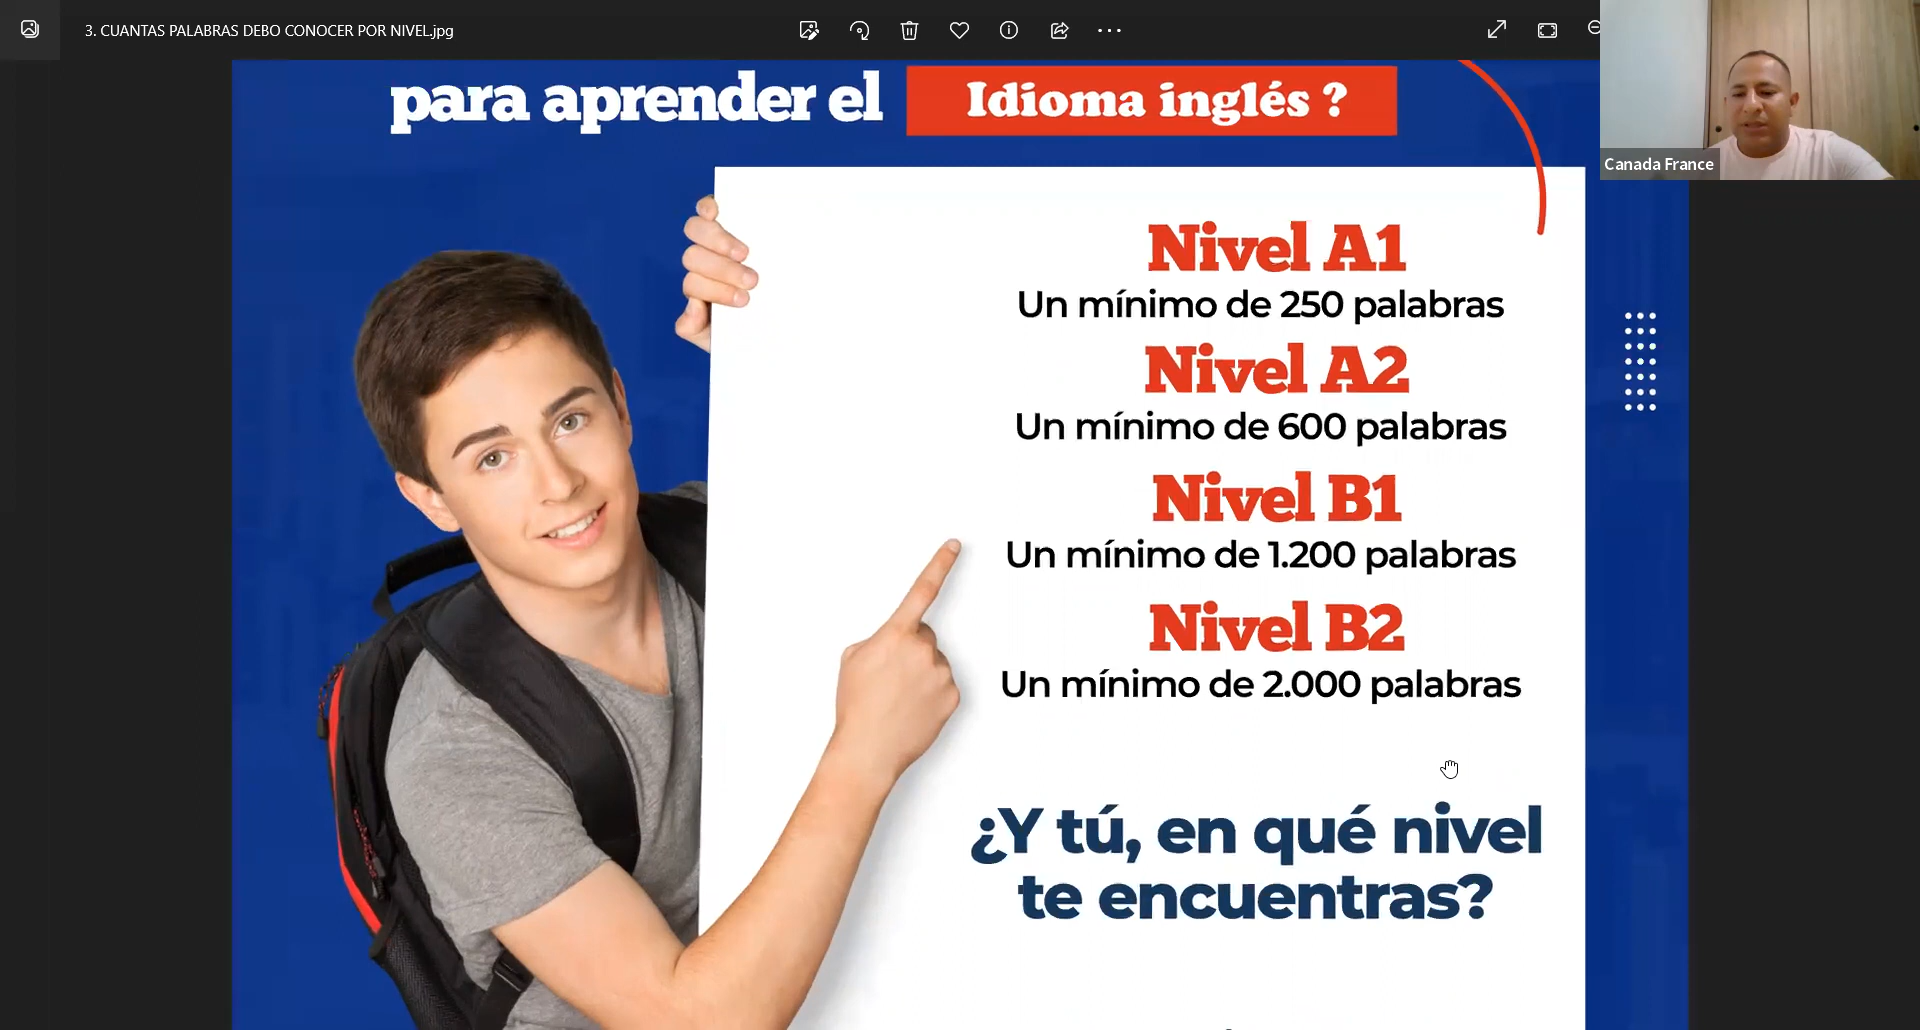 3. CUANTAS PALABRAS DEBO CONOCER POR NIVEL.jpg
para aprender el Idioma inglés ?
Canada France
Nivel A1
Un mínimo de 250 palabras
Nivel A2
Un mínimo de 600 palabras
Nivel B1
Un mínimo de 1.200 palabras
Nivel B2
Un mínimo de 2.000 palabras
¿Y tú, en qué nivel
te encuentras?